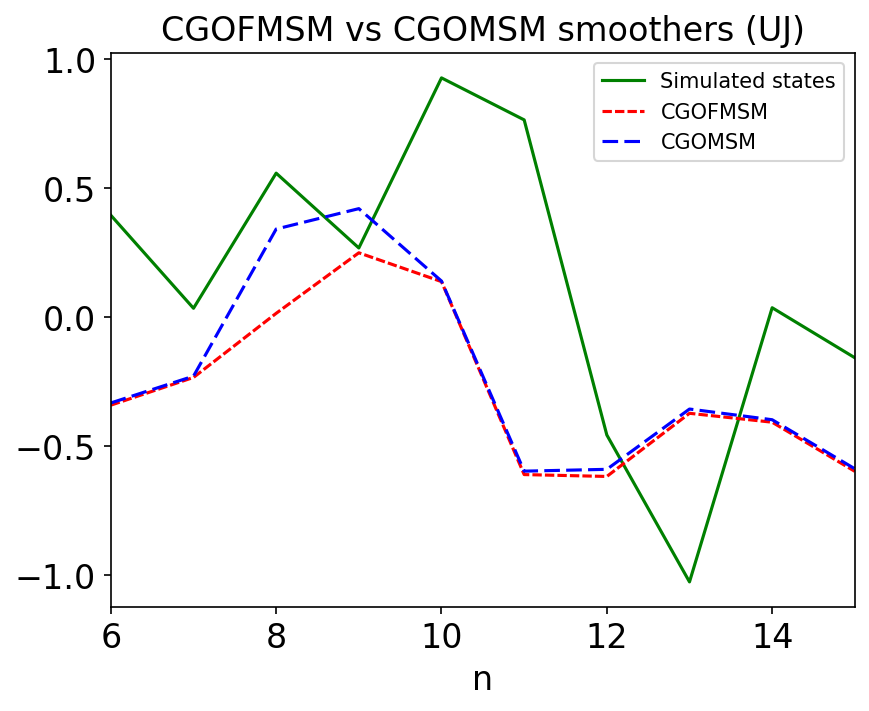 CGOFMSM vs CGOMSM smoothers (UJ)
Simulated states
CGOFMSM
CGOMSM
1.0
0.5
0.0
−0.5
−1.0
6 8 10 12 14
n